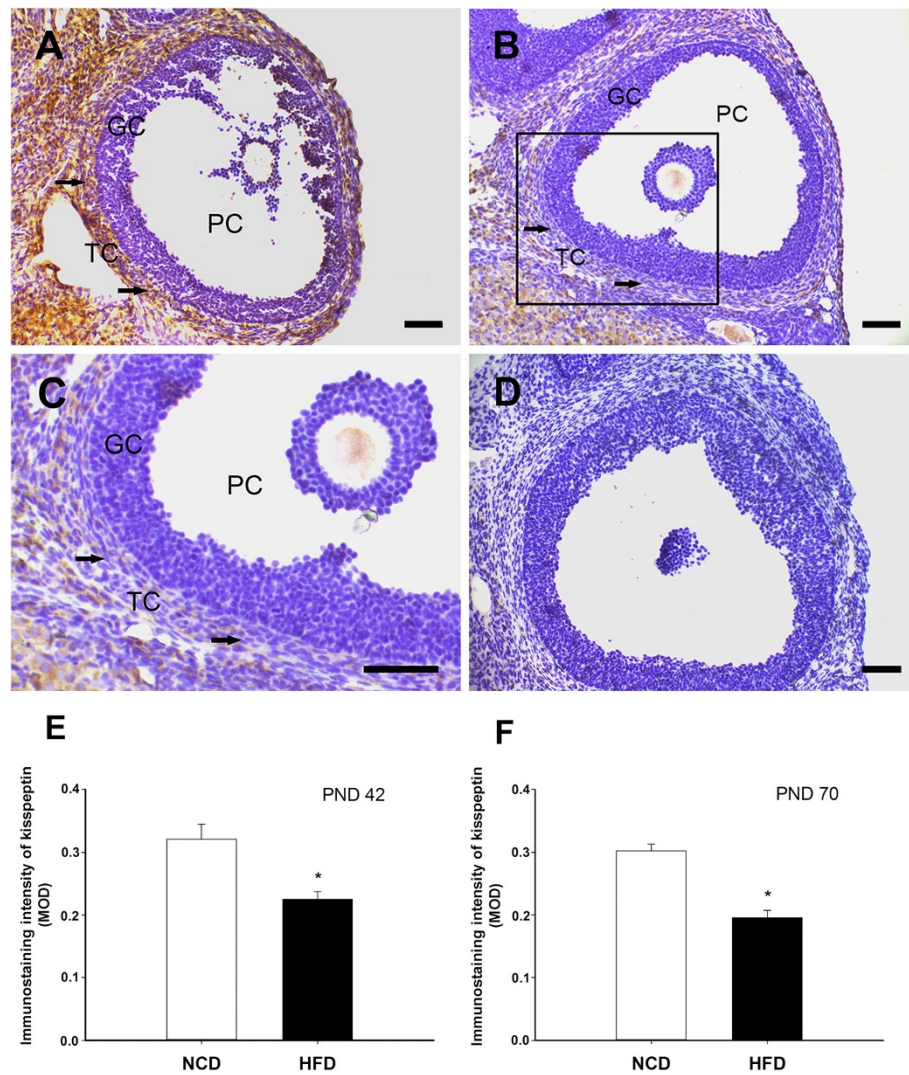 A
GC
PC
TC
B
GC
PC
TC
C
GC
PC
TC
D
E
PND 42
Immunostaining intensity of kisspeptin
(MOD)
0.4
0.3
0.2
0.1
0.0
*
NCD
HFD
F
PND 70
Immunostaining intensity of kisspeptin
(MOD)
0.4
0.3
0.2
0.1
0.0
*
NCD
HFD